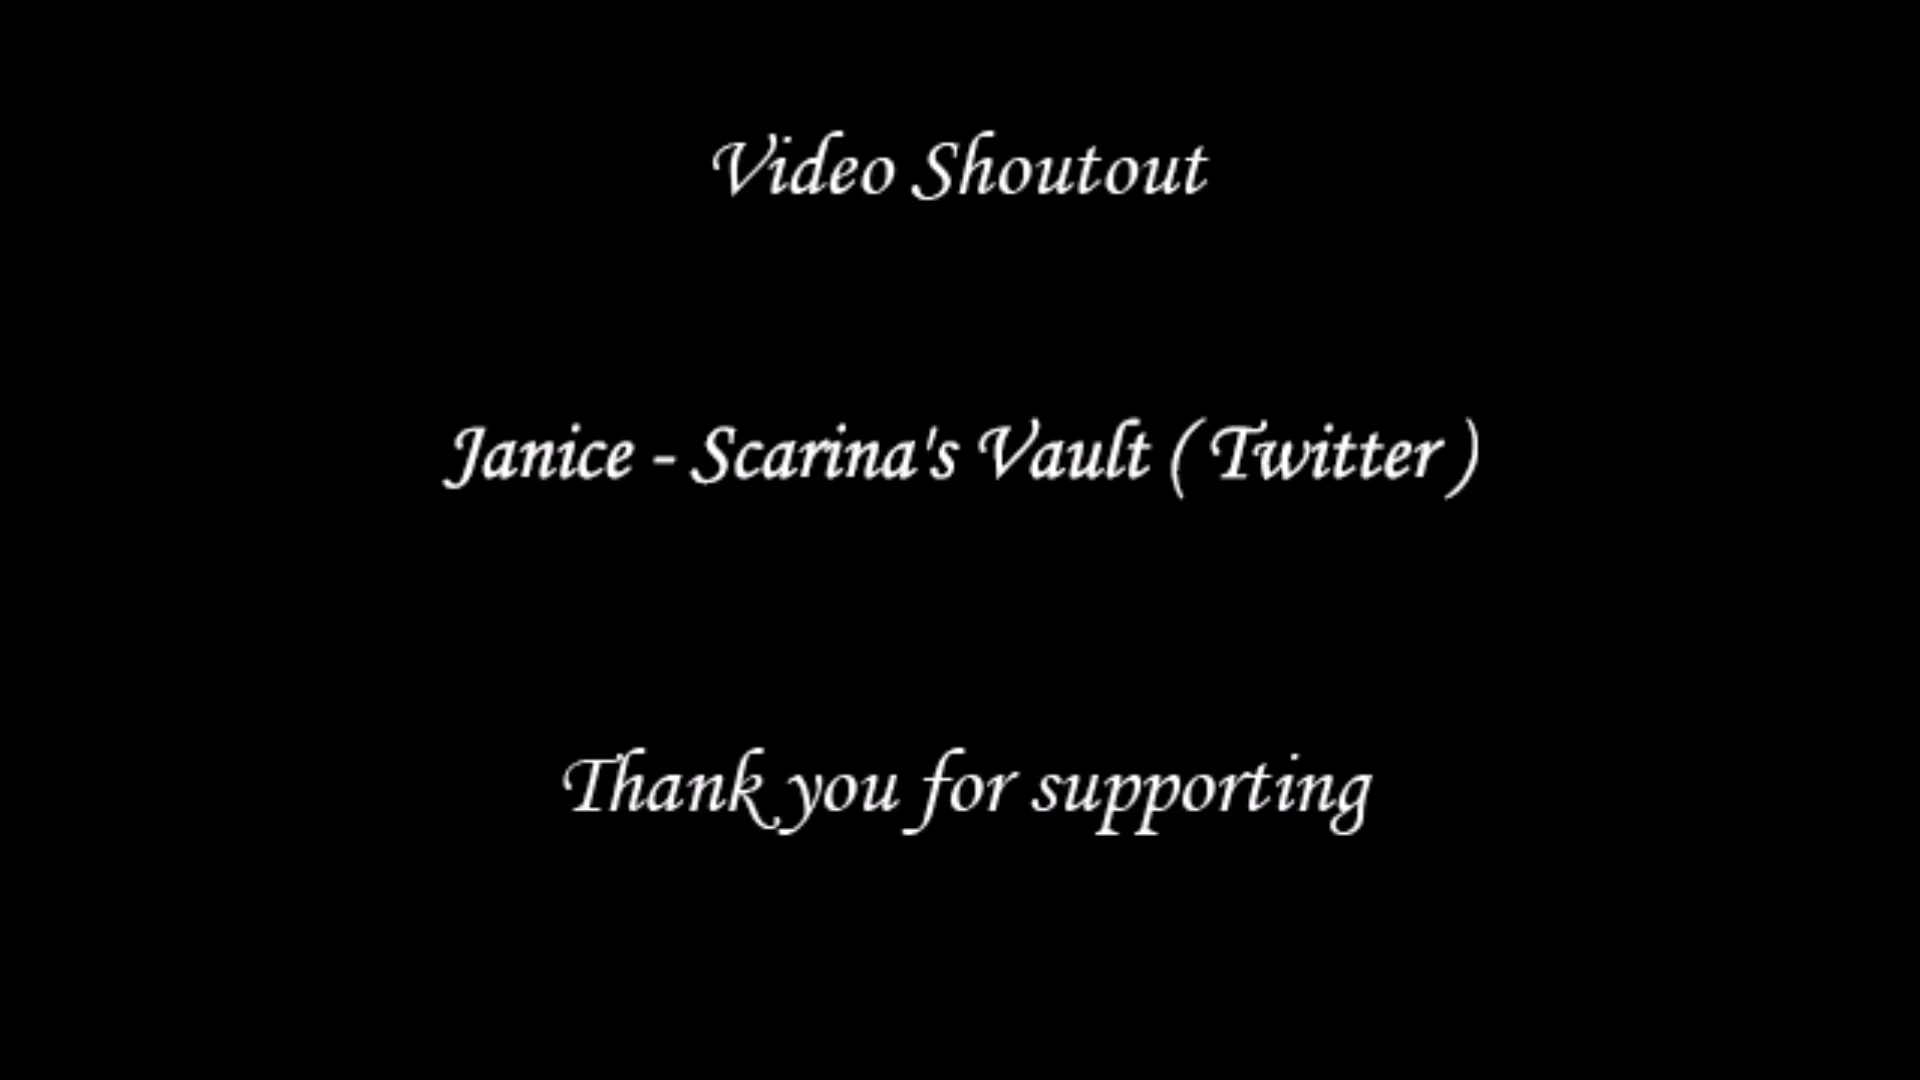 Video Shoutout
Janice - Scarina's Vault ( Twitter )
Thank you for supporting